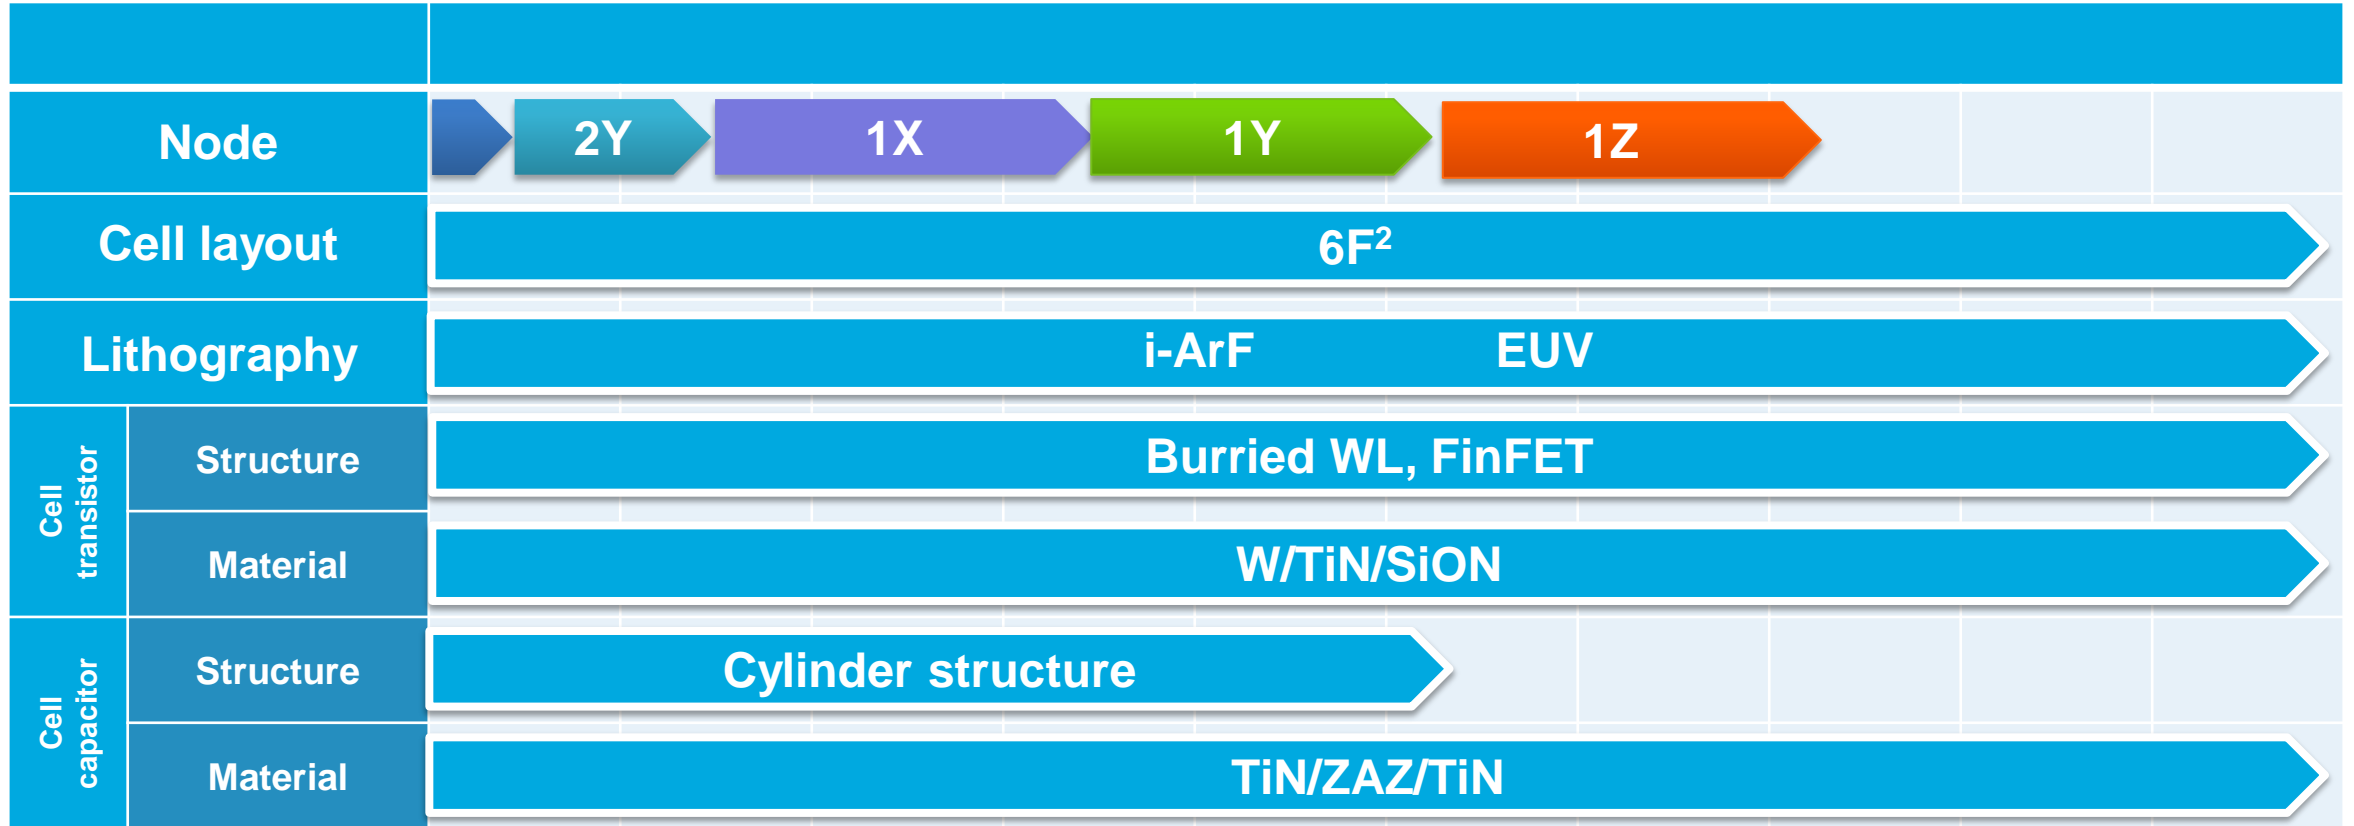 Node
2Y
1X
1Y
1Z
Cell layout
6F²
Lithography
i-ArF
EUV
Cell
transistor
Structure
Burried WL, FinFET
Material
W/TiN/SiON
Cell
capacitor
Structure
Cylinder structure
Material
TiN/ZAZ/TiN